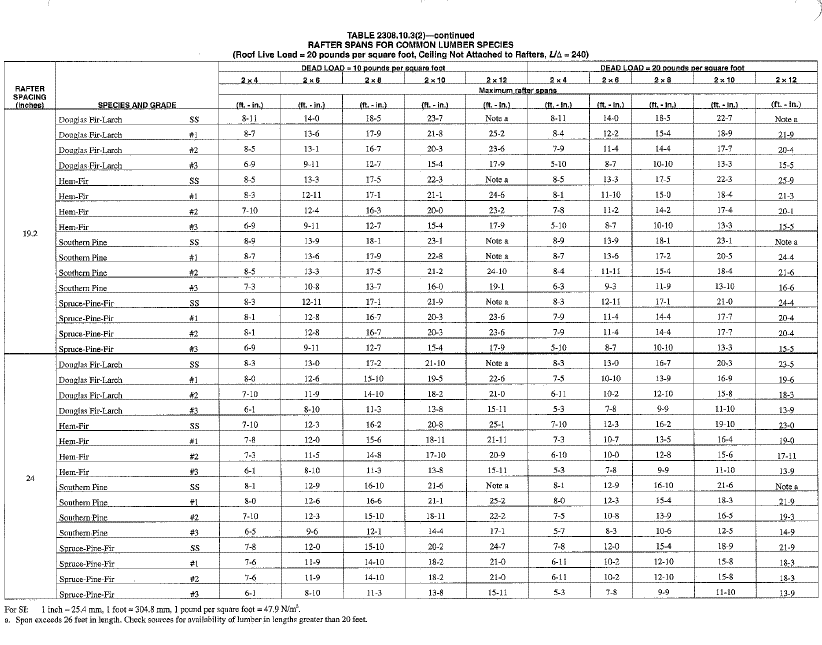 TABLE 2308.10.3(2)—continued
RAFTER SPANS FOR COMMON LUMBER SPECIES
(Roof Live Load = 20 pounds per square foot, Ceiling Not Attached to Rafters, L/Δ = 240)
RAFTER SPACING (inches) SPECIES AND GRADE DEAD LOAD = 10 pounds per square foot DEAD LOAD = 20 pounds per square foot
2 × 4 2 × 6 2 × 8 2 × 10 2 × 12 2 × 4 2 × 6 2 × 8 2 × 10 2 × 12
Maximum rafter spans
(ft. - in.) (ft. - in.) (ft. - in.) (ft. - in.) (ft. - in.) (ft. - in.) (ft. - in.) (ft. - in.) (ft. - in.) (ft. - in.)
19.2
Douglas Fir-Larch SS 8-11 14-0 18-5 23-7 Note a 8-11 14-0 18-5 22-7 Note a
Douglas Fir-Larch #1 8-7 13-6 17-9 21-8 25-2 8-4 12-2 15-4 18-9 21-9
Douglas Fir-Larch #2 8-5 13-1 16-7 20-3 23-6 7-9 11-4 14-4 17-7 20-4
Douglas Fir-Larch #3 6-9 9-11 12-7 15-4 17-9 5-10 8-7 10-10 13-3 15-5
Hem-Fir SS 8-5 13-3 17-5 22-3 Note a 8-5 13-3 17-5 22-3 25-9
Hem-Fir #1 8-3 12-11 17-1 21-1 24-6 8-1 11-10 15-0 18-4 21-3
Hem-Fir #2 7-10 12-4 16-3 20-0 23-2 7-8 11-2 14-2 17-4 20-1
Hem-Fir #3 6-9 9-11 12-7 15-4 17-9 5-10 8-7 10-10 13-3 15-5
Southern Pine SS 8-9 13-9 18-1 23-1 Note a 8-9 13-9 18-1 23-1 Note a
Southern Pine #1 8-7 13-6 17-9 22-8 Note a 8-7 13-6 17-2 20-5 24-4
Southern Pine #2 8-5 13-3 17-5 21-2 24-10 8-4 11-11 15-4 18-4 21-6
Southern Pine #3 7-3 10-8 13-7 16-0 19-1 6-3 9-3 11-9 13-10 16-6
Spruce-Pine-Fir SS 8-3 12-11 17-1 21-9 Note a 8-3 12-11 17-1 21-0 24-4
Spruce-Pine-Fir #1 8-1 12-8 16-7 20-3 23-6 7-9 11-4 14-4 17-7 20-4
Spruce-Pine-Fir #2 8-1 12-8 16-7 20-3 23-6 7-9 11-4 14-4 17-7 20-4
Spruce-Pine-Fir #3 6-9 9-11 12-7 15-4 17-9 5-10 8-7 10-10 13-3 15-5
24
Douglas Fir-Larch SS 8-3 13-0 17-2 21-10 Note a 8-3 13-0 16-7 20-3 23-5
Douglas Fir-Larch #1 8-0 12-6 15-10 19-5 22-6 7-5 10-10 13-9 16-9 19-6
Douglas Fir-Larch #2 7-10 11-9 14-10 18-2 21-0 6-11 10-2 12-10 15-8 18-3
Douglas Fir-Larch #3 6-1 8-10 11-3 13-8 15-11 5-3 7-8 9-9 11-10 13-9
Hem-Fir SS 7-10 12-3 16-2 20-8 25-1 7-10 12-3 16-2 19-10 23-0
Hem-Fir #1 7-8 12-0 15-6 18-11 21-11 7-3 10-7 13-5 16-4 19-0
Hem-Fir #2 7-3 11-5 14-8 17-10 20-9 6-10 10-0 12-8 15-6 17-11
Hem-Fir #3 6-1 8-10 11-3 13-8 15-11 5-3 7-8 9-9 11-10 13-9
Southern Pine SS 8-1 12-9 16-10 21-6 Note a 8-1 12-9 16-10 21-6 Note a
Southern Pine #1 8-0 12-6 16-6 21-1 25-2 8-0 12-3 15-4 18-3 21-9
Southern Pine #2 7-10 12-3 15-10 18-11 22-2 7-5 10-8 13-9 16-5 19-3
Southern Pine #3 6-5 9-6 12-1 14-4 17-1 5-7 8-3 10-6 12-5 14-9
Spruce-Pine-Fir SS 7-8 12-0 15-10 20-2 24-7 7-8 12-0 15-4 18-9 21-9
Spruce-Pine-Fir #1 7-6 11-9 14-10 18-2 21-0 6-11 10-2 12-10 15-8 18-3
Spruce-Pine-Fir #2 7-6 11-9 14-10 18-2 21-0 6-11 10-2 12-10 15-8 18-3
Spruce-Pine-Fir #3 6-1 8-10 11-3 13-8 15-11 5-3 7-8 9-9 11-10 13-9
For SI: 1 inch = 25.4 mm, 1 foot = 304.8 mm, 1 pound per square foot = 47.9 N/m².
a. Span exceeds 26 feet in length. Check sources for availability of lumber in lengths greater than 20 feet.